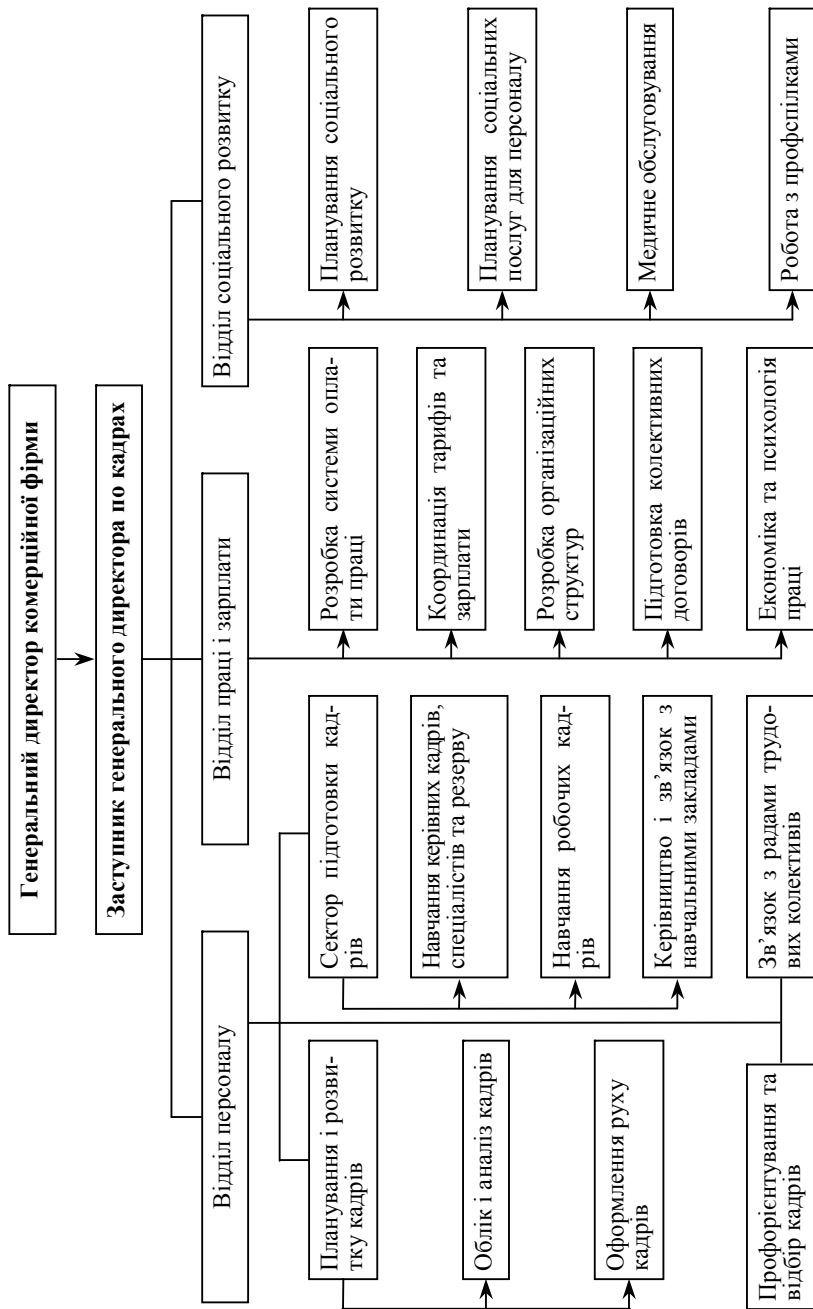 Генеральний директор комерційної фірми
Заступник генерального директора по кадрах
Відділ персоналу
Відділ праці і зарплати
Відділ соціального розвитку
Планування і розви-
тку кадрів
Облік і аналіз кадрів
Оформлення руху
кадрів
Профорієнтування та
відбір кадрів
Сектор підготовки кад-
рів
Навчання керівних кадрів,
спеціалістів та резерву
Навчання робочих кад-
рів
Керівництво і зв’язок з
навчальними закладами
Зв’язок з радами трудо-
вих колективів
Розробка системи опла-
ти праці
Координація тарифів та
зарплати
Розробка організаційних
структур
Підготовка колективних
договорів
Економіка та психологія
праці
Планування соціального
розвитку
Планування соціальних
послуг для персоналу
Медичне обслуговування
Робота з профспілками